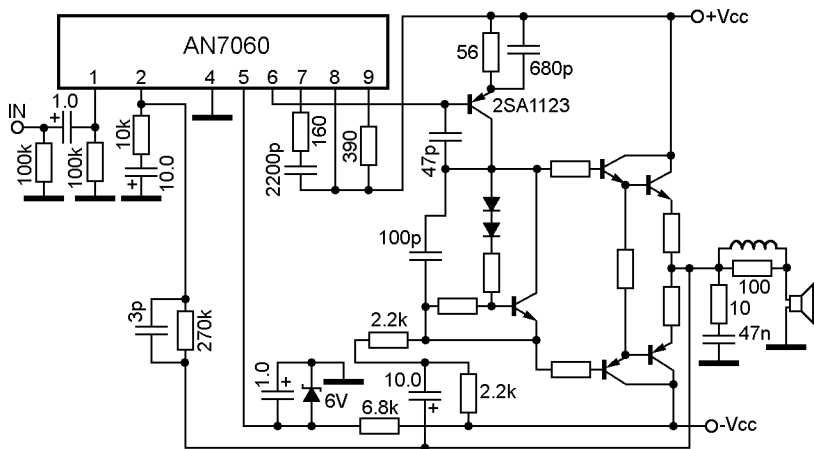 AN7060
1 2 4 5 6 7 8 9
IN
1.0
100k
100k
10k
10.0
2200p
160
390
56
680p
+Vcc
2SA1123
47p
100p
3p
270k
2.2k
1.0
6V
10.0
2.2k
6.8k
100
10
47n
-Vcc